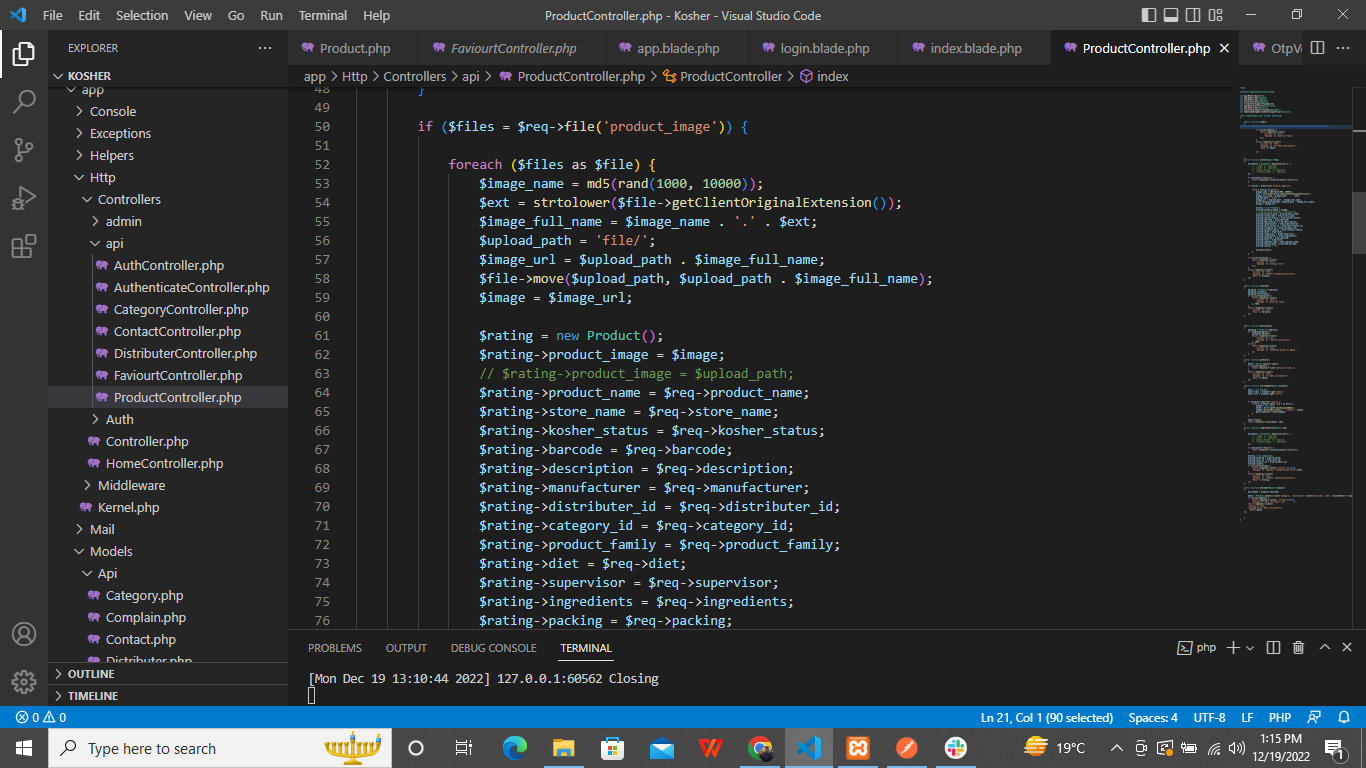 File Edit Selection View Go Run Terminal Help ProductController.php - Kosher - Visual Studio Code
EXPLORER
Product.php FaviourtController.php app.blade.php login.blade.php index.blade.php ProductController.php OtpV
KOSHER
app > Http > Controllers > api > ProductController.php > ProductController > index
app
Console
Exceptions
Helpers
Http
Controllers
admin
api
AuthController.php
AuthenticateController.php
CategoryController.php
ContactController.php
DistributerController.php
FaviourtController.php
ProductController.php
Auth
Controller.php
HomeController.php
Middleware
Kernel.php
Mail
Models
Api
Category.php
Complain.php
Contact.php
Distributer.php
OUTLINE
TIMELINE
48 }
49
50 if ($files = $req->file('product_image')) {
51
52 foreach ($files as $file) {
53 $image_name = md5(rand(1000, 10000));
54 $ext = strtolower($file->getClientOriginalExtension());
55 $image_full_name = $image_name . '.' . $ext;
56 $upload_path = 'file/';
57 $image_url = $upload_path . $image_full_name;
58 $file->move($upload_path, $upload_path . $image_full_name);
59 $image = $image_url;
60
61 $rating = new Product();
62 $rating->product_image = $image;
63 // $rating->product_image = $upload_path;
64 $rating->product_name = $req->product_name;
65 $rating->store_name = $req->store_name;
66 $rating->kosher_status = $req->kosher_status;
67 $rating->barcode = $req->barcode;
68 $rating->description = $req->description;
69 $rating->manufacturer = $req->manufacturer;
70 $rating->distributer_id = $req->distributer_id;
71 $rating->category_id = $req->category_id;
72 $rating->product_family = $req->product_family;
73 $rating->diet = $req->diet;
74 $rating->supervisor = $req->supervisor;
75 $rating->ingredients = $req->ingredients;
76 $rating->packing = $req->packing;
PROBLEMS OUTPUT DEBUG CONSOLE TERMINAL php
[Mon Dec 19 13:10:44 2022] 127.0.0.1:60562 Closing
0 0 Ln 21, Col 1 (90 selected) Spaces: 4 UTF-8 LF PHP
Type here to search 19°C 1:15 PM
12/19/2022 1